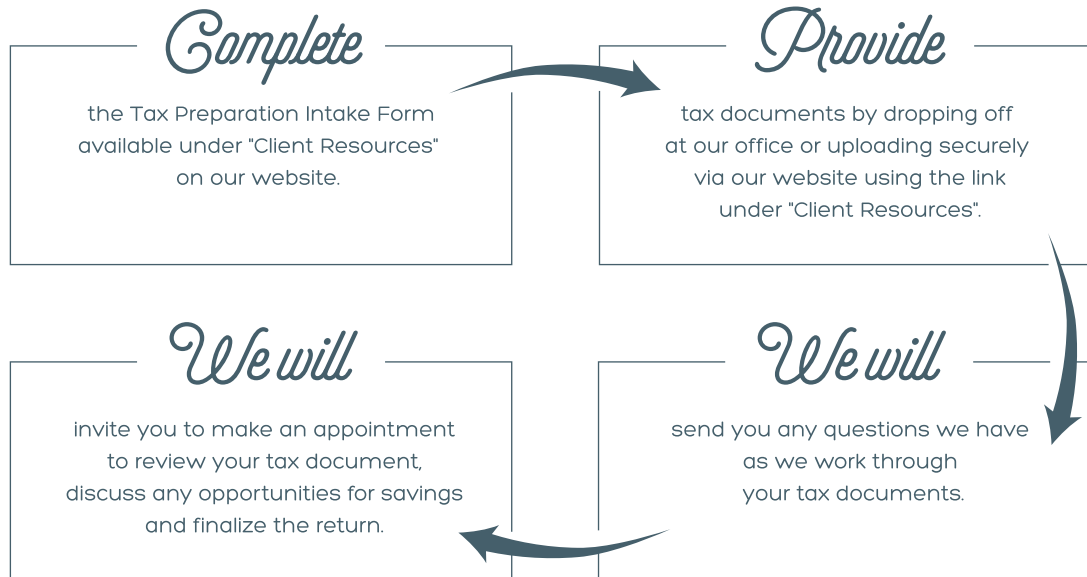 Complete
the Tax Preparation Intake Form
available under "Client Resources"
on our website.
Provide
tax documents by dropping off
at our office or uploading securely
via our website using the link
under "Client Resources".
We will
send you any questions we have
as we work through
your tax documents.
We will
invite you to make an appointment
to review your tax document,
discuss any opportunities for savings
and finalize the return.